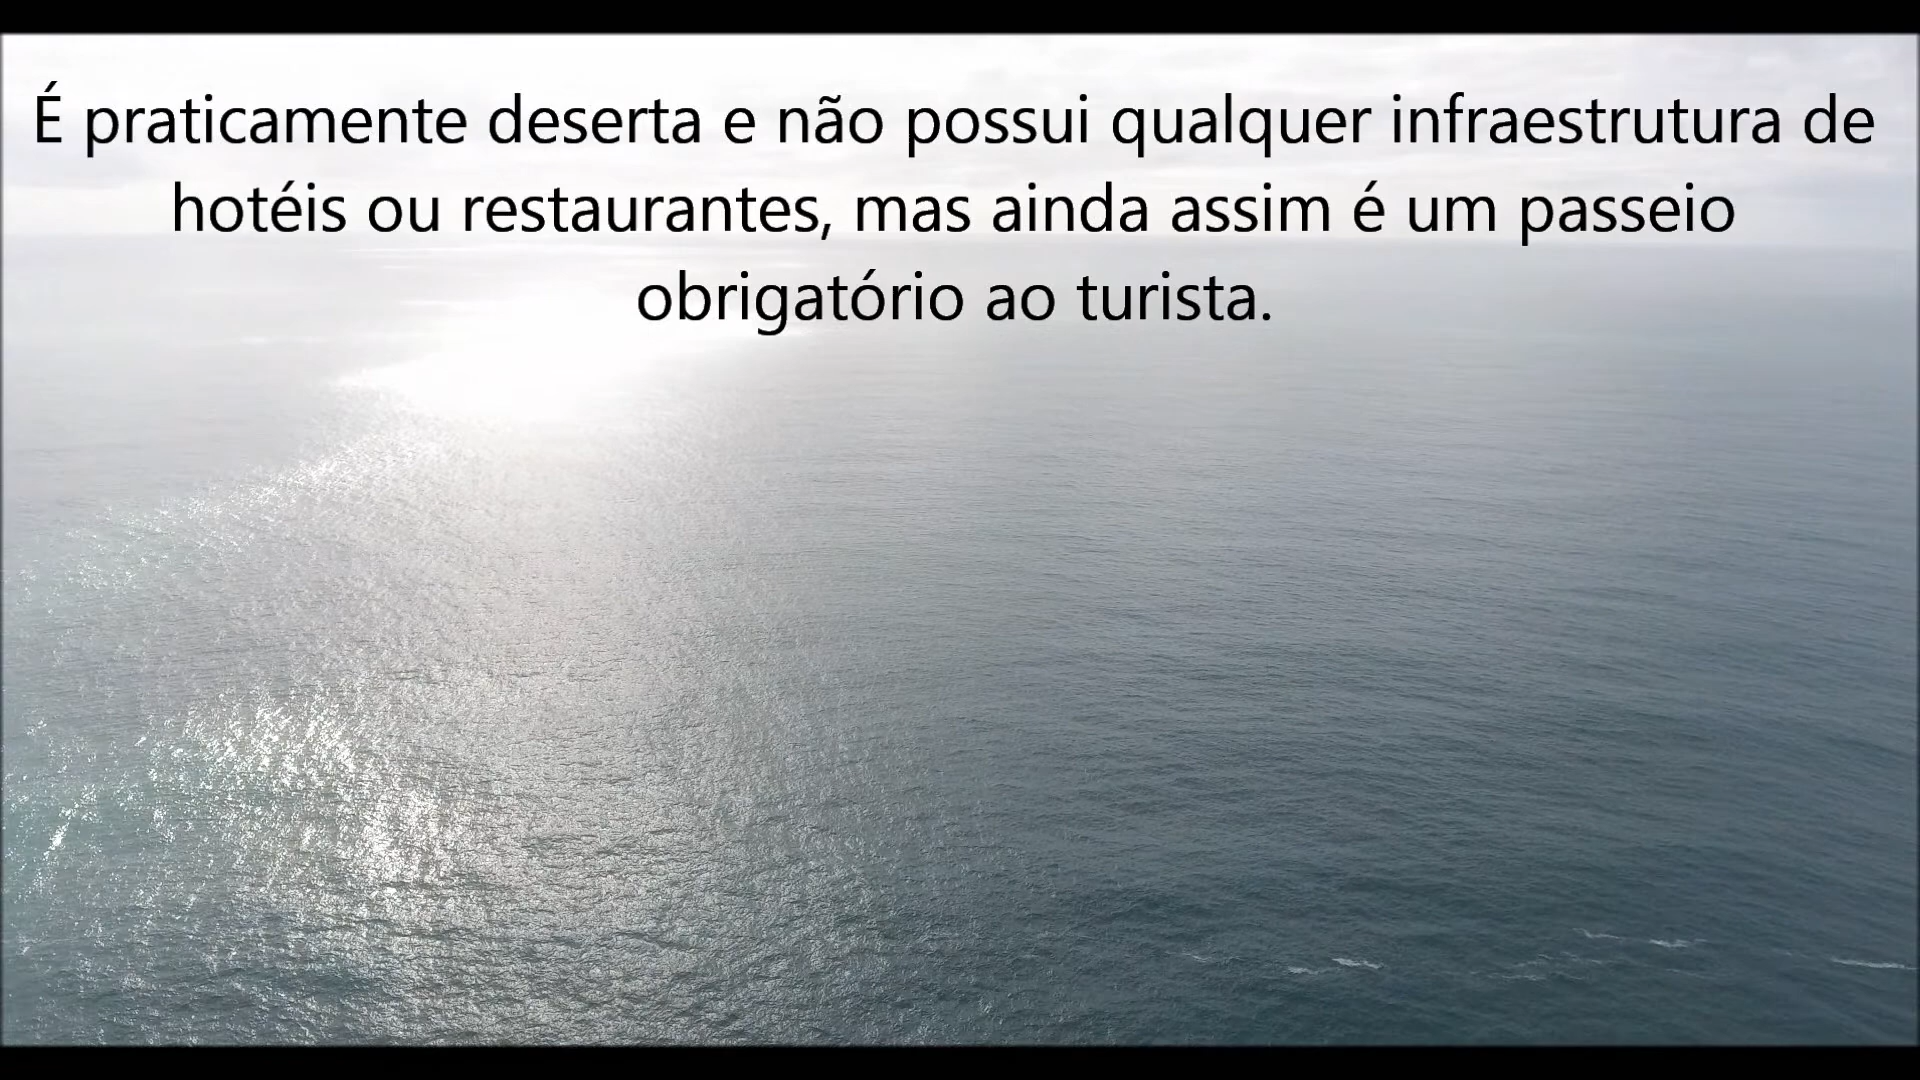 É praticamente deserta e não possui qualquer infraestrutura de
hotéis ou restaurantes, mas ainda assim é um passeio
obrigatório ao turista.